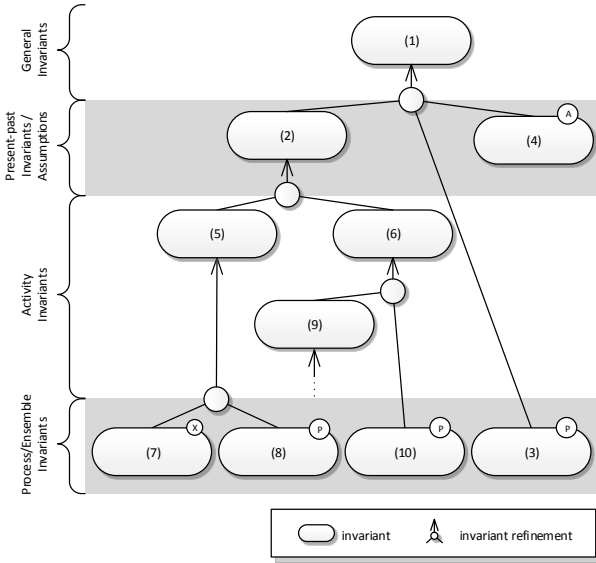 General
Invariants
(1)
Present-past
Invariants /
Assumptions
(2)
A
(4)
Activity
Invariants
(5)
(6)
(9)
Process/Ensemble
Invariants
X
(7)
P
(8)
P
(10)
P
(3)
invariant
invariant refinement